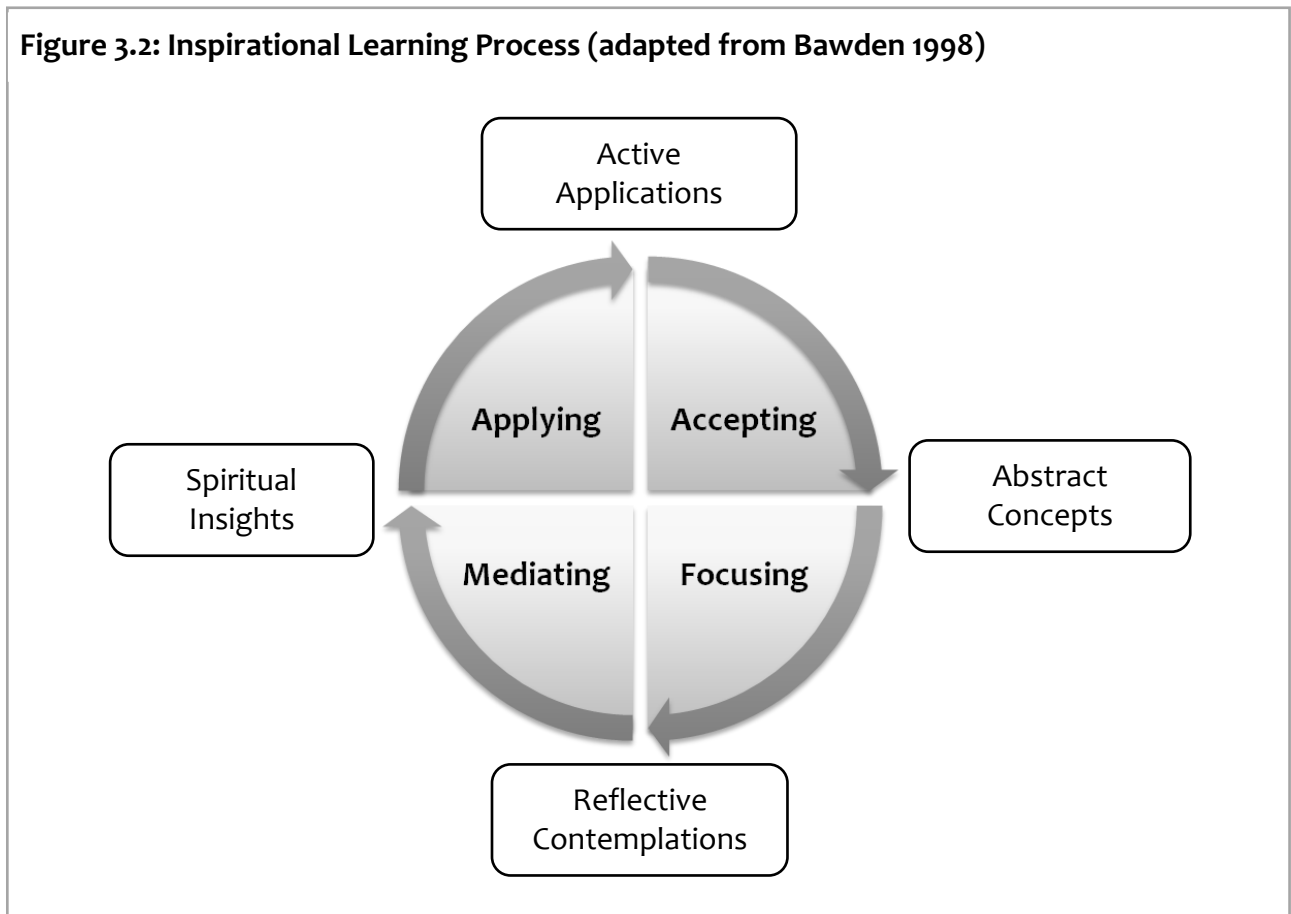 Figure 3.2: Inspirational Learning Process (adapted from Bawden 1998)
Active
Applications
Applying
Accepting
Spiritual
Insights
Abstract
Concepts
Mediating
Focusing
Reflective
Contemplations